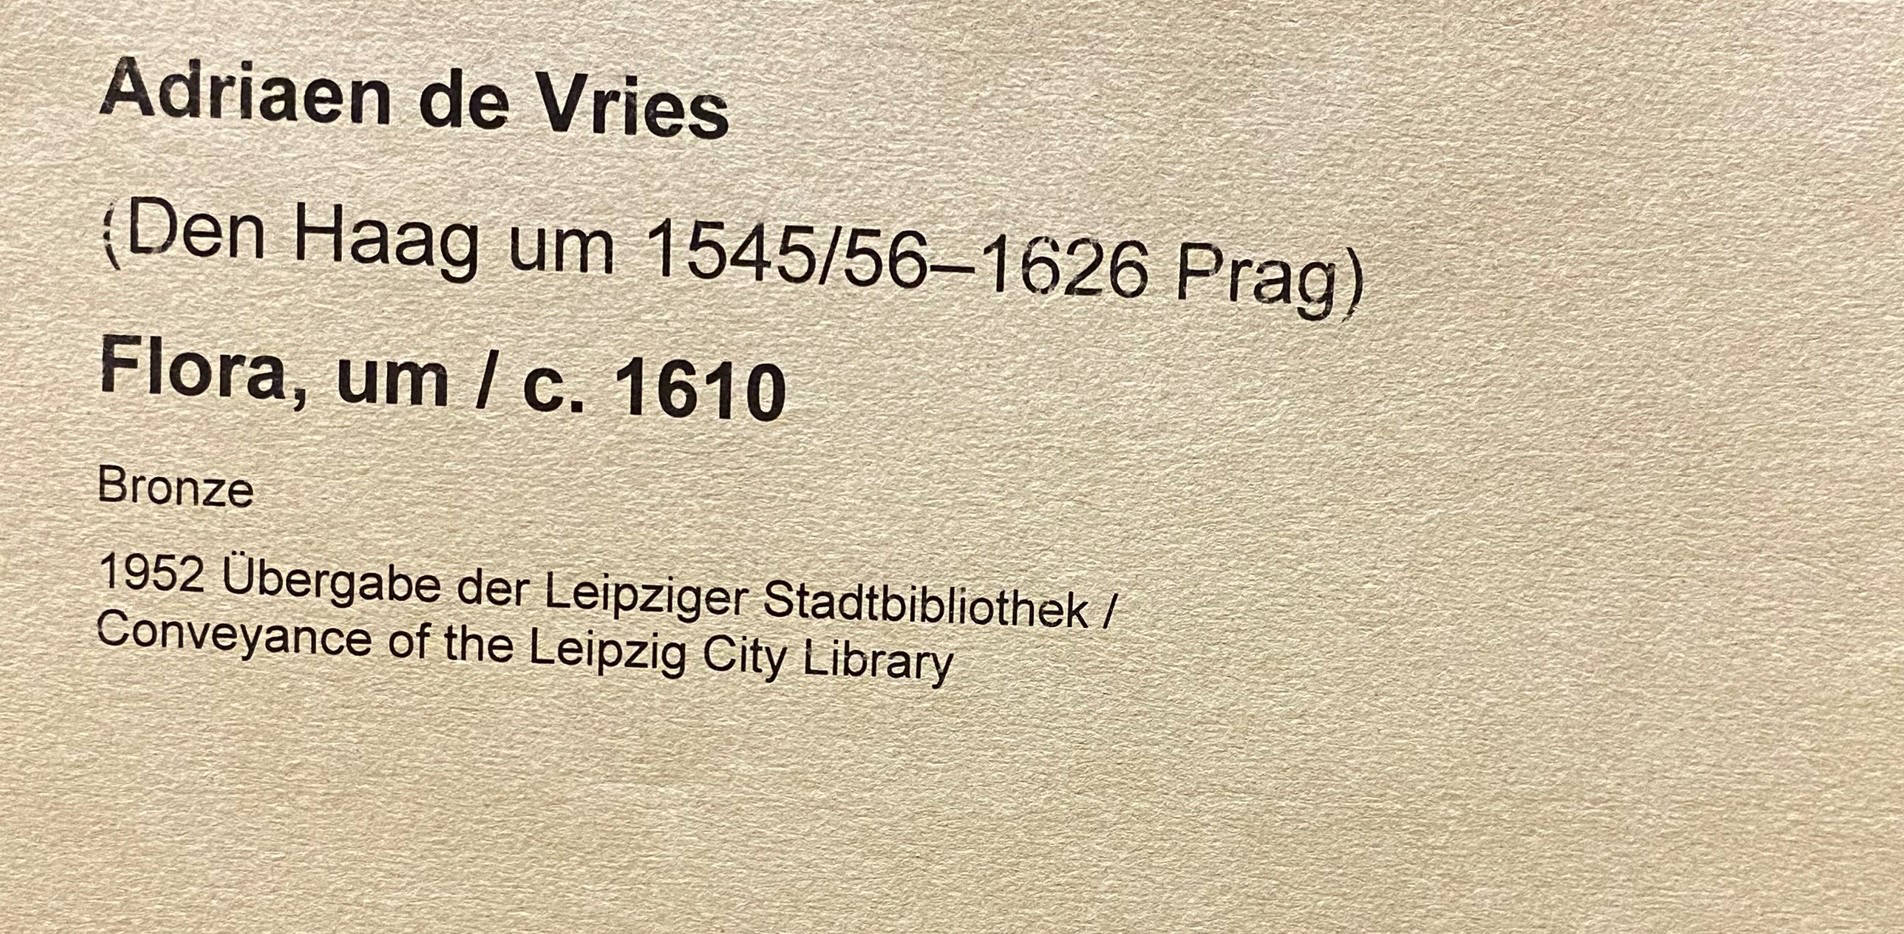 Adriaen de Vries
(Den Haag um 1545/56–1626 Prag)
Flora, um / c. 1610
Bronze
1952 Übergabe der Leipziger Stadtbibliothek /
Conveyance of the Leipzig City Library